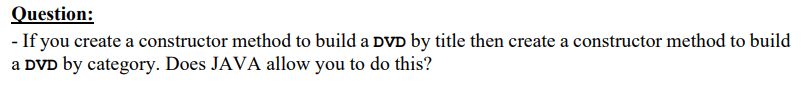 Question:
- If you create a constructor method to build a DVD by title then create a constructor method to build
a DVD by category. Does JAVA allow you to do this?